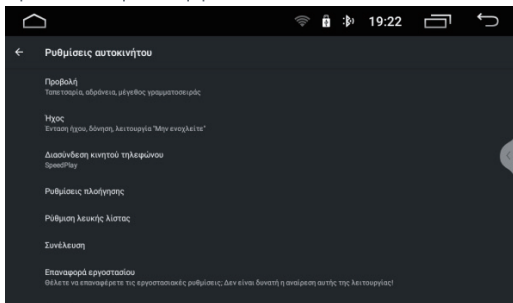 19:22
Ρυθμίσεις αυτοκινήτου
Προβολή
Ταπετσαρία, αδράνεια, μέγεθος γραμματοσειράς
Ήχος
Ένταση ήχου, δόνηση, λειτουργία "Μην ενοχλείτε"
Διασύνδεση κινητού τηλεφώνου
SpeedPlay
Ρυθμίσεις πλοήγησης
Ρύθμιση λευκής λίστας
Συνέλευση
Επαναφορά εργοστασίου
Θέλετε να επαναφέρετε τις εργοστασιακές ρυθμίσεις; Δεν είναι δυνατή η αναίρεση αυτής της λειτουργίας!